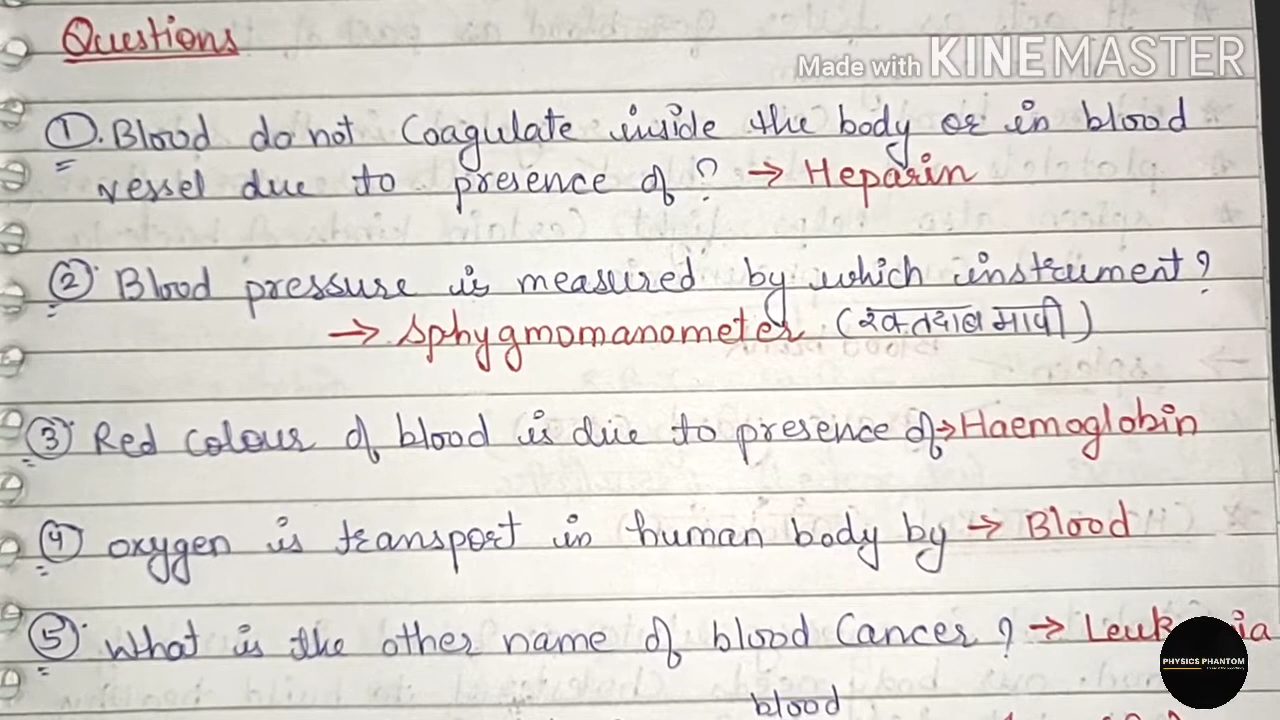 Questions
Made with KINEMASTER
① Blood do not Coagulate inside the body or in blood
vessel due to presence of ? → Heparin
② Blood pressure is measured by which instrument ?
→ Sphygmomanometer (रक्तदाब मापी)
③ Red Colour of blood is due to presence of → Haemoglobin
④ oxygen is transport in human body by → Blood
⑤ What is the other name of blood Cancer ? →
PHYSICS PHANTOM
blood